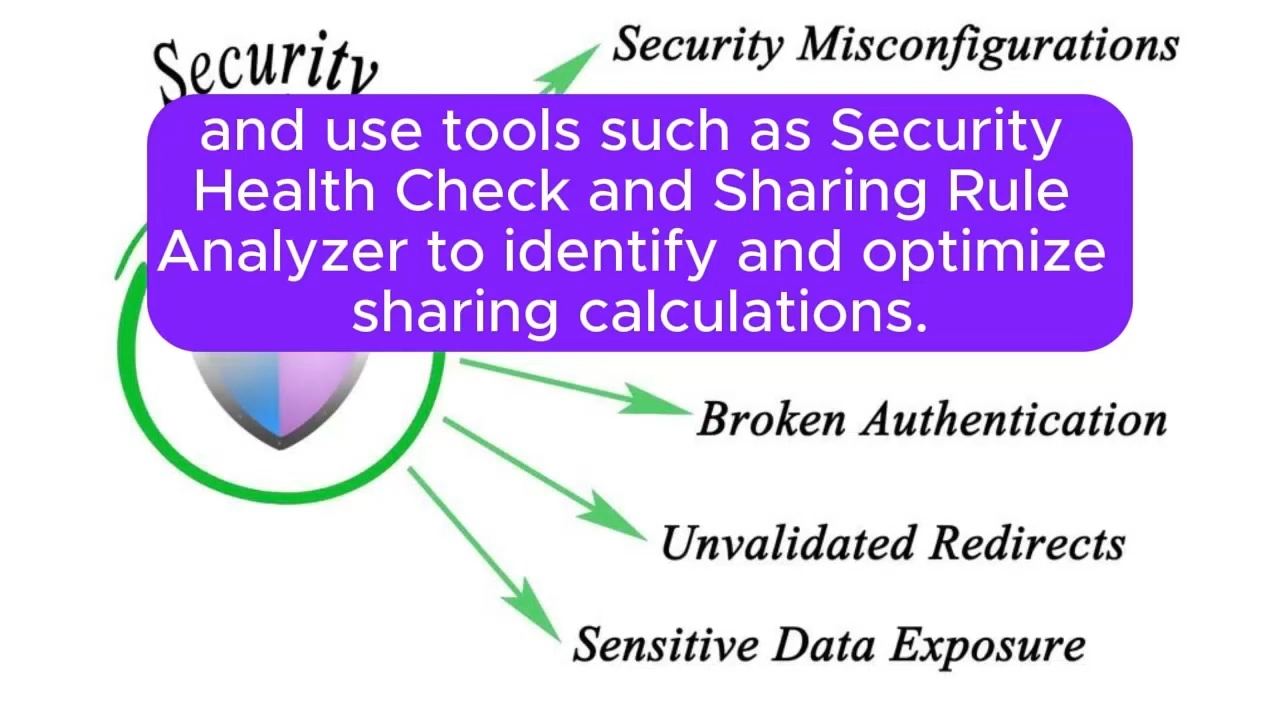 Security
Security Misconfigurations
and use tools such as Security
Health Check and Sharing Rule
Analyzer to identify and optimize
sharing calculations.
Broken Authentication
Unvalidated Redirects
Sensitive Data Exposure